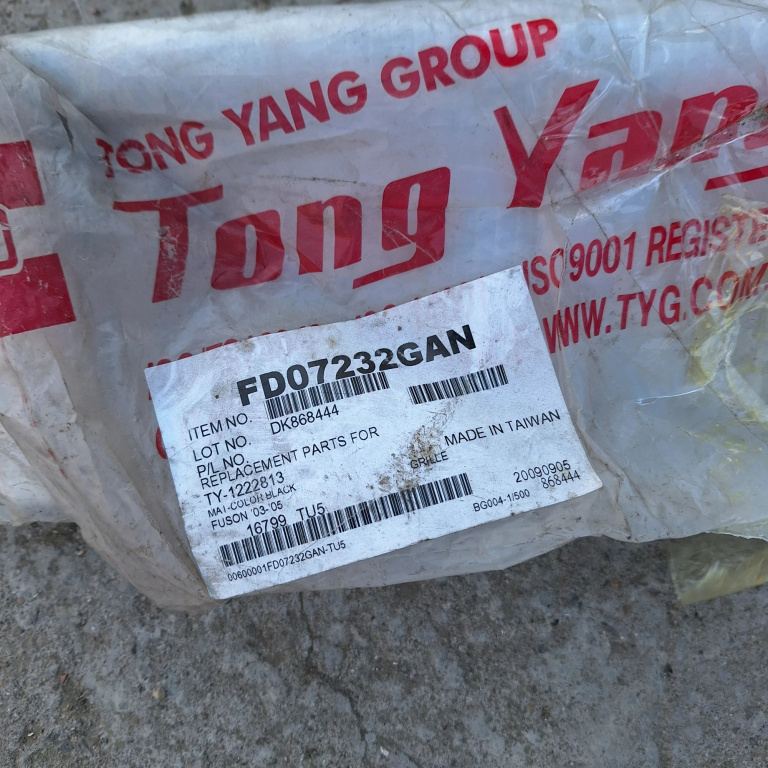 TONG YANG GROUP
Tong Yang
ISO 9001 REGISTE
WWW.TYG.COM
FD07232GAN
ITEM NO.
LOT NO. DK868444
P/L NO.
REPLACEMENT PARTS FOR MADE IN TAIWAN
TY-1222813 GRILLE
MAT-COLOR BLACK 20090905
FUSON '03-'05 BG004-1/500 868444
16799 TU5
00600001FD07232GAN-TU5